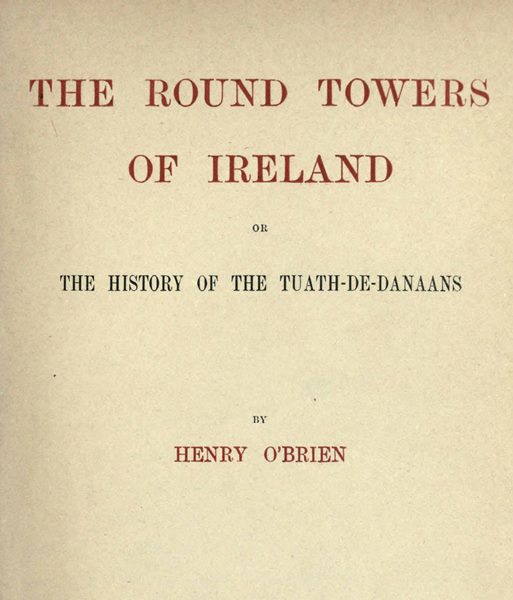 THE ROUND TOWERS
OF IRELAND
OR
THE HISTORY OF THE TUATH-DE-DANAANS
BY
HENRY O'BRIEN